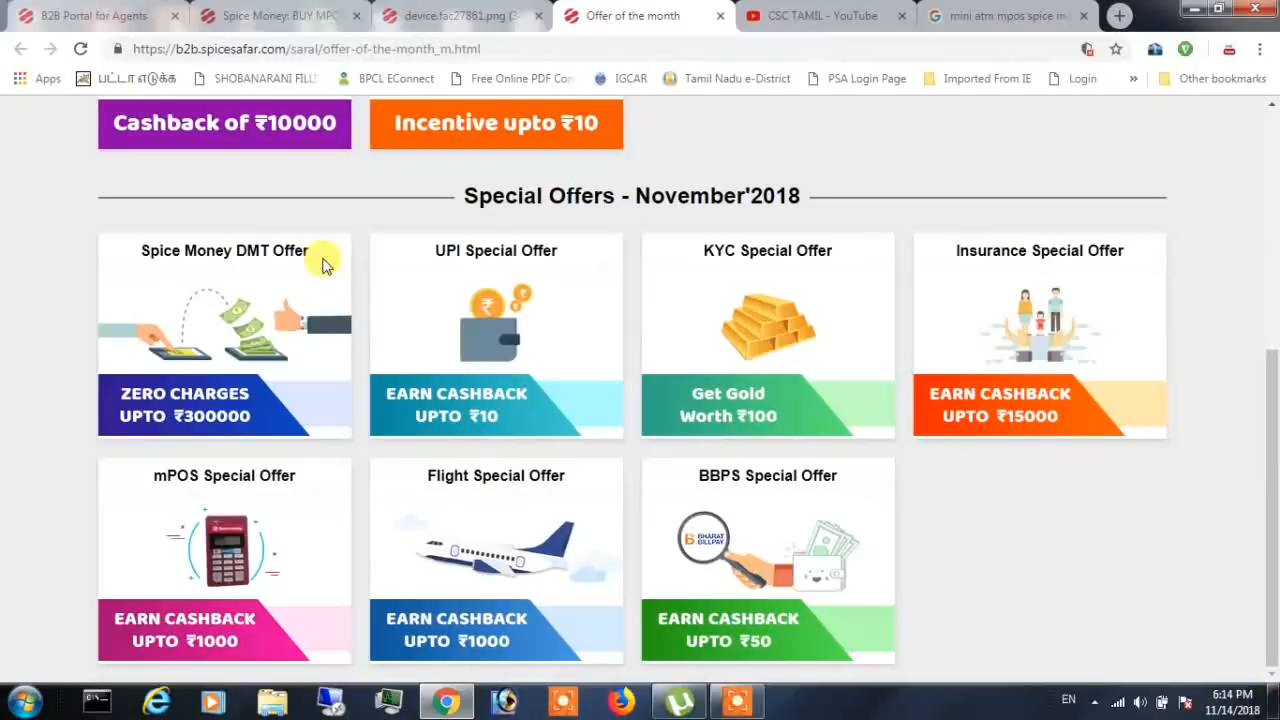 B2B Portal for Agents
Spice Money: BUY MPO
device.fac27861.png (3
Offer of the month
CSC TAMIL - YouTube
mini atm mpos spice m
https://b2b.spicesafar.com/saral/offer-of-the-month_m.html
Apps
பட்டா எடுக்க
SHOBANARANI FILL
BPCL EConnect
Free Online PDF Con
IGCAR
Tamil Nadu e-District
PSA Login Page
Imported From IE
Login
»
Other bookmarks
Cashback of ₹10000
Incentive upto ₹10
Special Offers - November'2018
Spice Money DMT Offer
UPI Special Offer
KYC Special Offer
Insurance Special Offer
ZERO CHARGES
UPTO ₹300000
EARN CASHBACK
UPTO ₹10
Get Gold
Worth ₹100
EARN CASHBACK
UPTO ₹15000
mPOS Special Offer
Flight Special Offer
BBPS Special Offer
BHARAT
BILLPAY
EARN CASHBACK
UPTO ₹1000
EARN CASHBACK
UPTO ₹1000
EARN CASHBACK
UPTO ₹50
EN
6:14 PM
11/14/2018